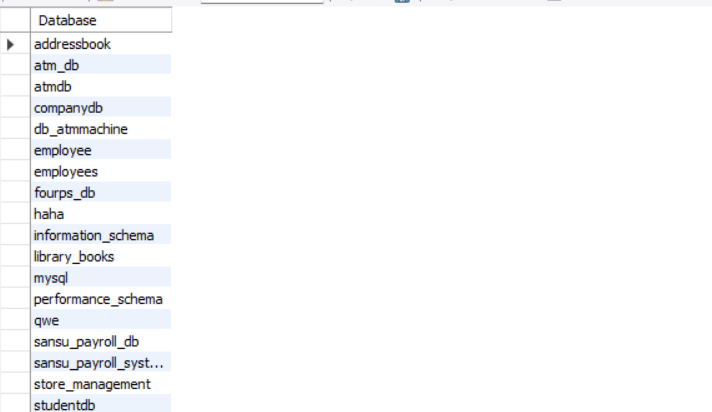 Database
addressbook
atm_db
atmdb
companydb
db_atmmachine
employee
employees
fourps_db
haha
information_schema
library_books
mysql
performance_schema
qwe
sansu_payroll_db
sansu_payroll_syst...
store_management
studentdb